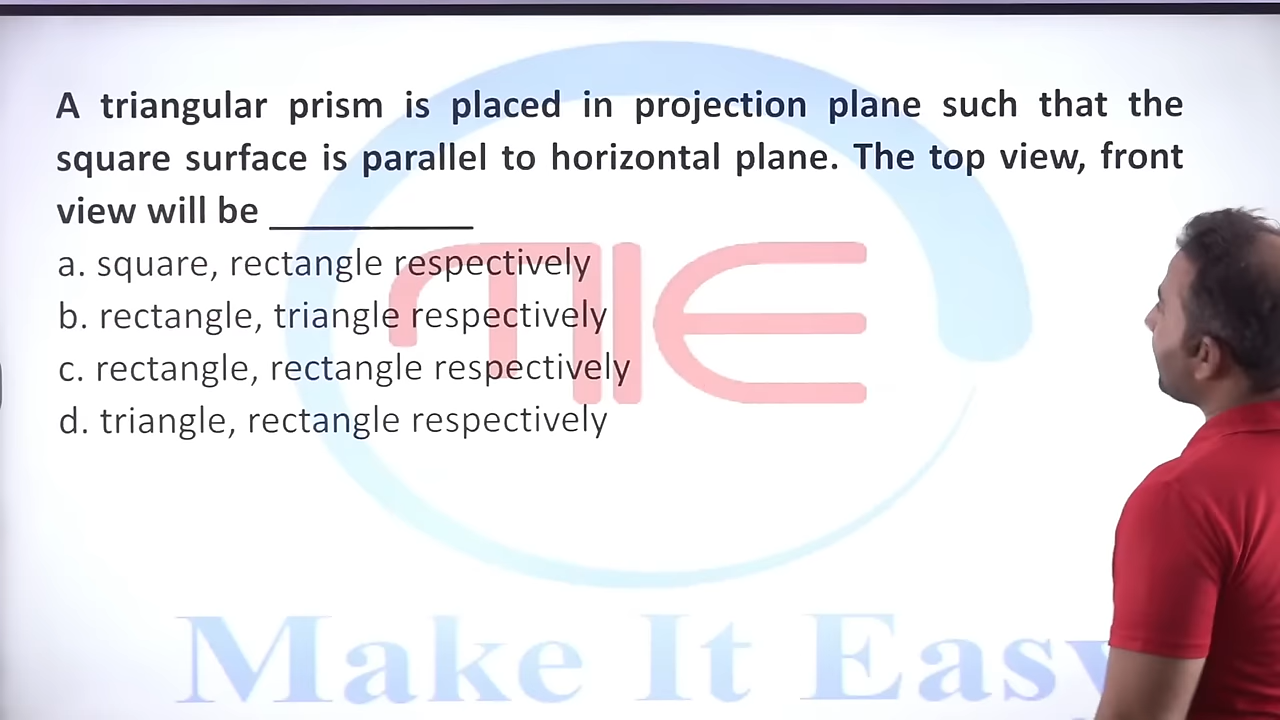 A triangular prism is placed in projection plane such that the
square surface is parallel to horizontal plane. The top view, front
view will be __________
a. square, rectangle respectively
b. rectangle, triangle respectively
c. rectangle, rectangle respectively
d. triangle, rectangle respectively
MIE
Make It Easy